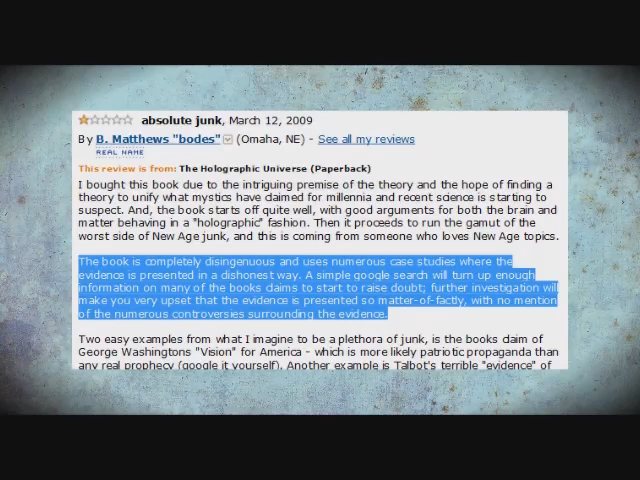 absolute junk, March 12, 2009
By B. Matthews "bodes" (Omaha, NE) - See all my reviews
REAL NAME
This review is from: The Holographic Universe (Paperback)
I bought this book due to the intriguing premise of the theory and the hope of finding a
theory to unify what mystics have claimed for millennia and recent science is starting to
suspect. And, the book starts off quite well, with good arguments for both the brain and
matter behaving in a "holographic" fashion. Then it proceeds to run the gamut of the
worst side of New Age junk, and this is coming from someone who loves New Age topics.
The book is completely disingenuous and uses numerous case studies where the
evidence is presented in a dishonest way. A simple google search will turn up enough
information on many of the books claims to start to raise doubt; further investigation will
make you very upset that the evidence is presented so matter-of-factly, with no mention
of the numerous controversies surrounding the evidence.
Two easy examples from what I imagine to be a plethora of junk, is the books claim of
George Washingtons "Vision" for America - which is more likely patriotic propaganda than
any real prophecy (google it yourself). Another example is Talbot's terrible "evidence" of